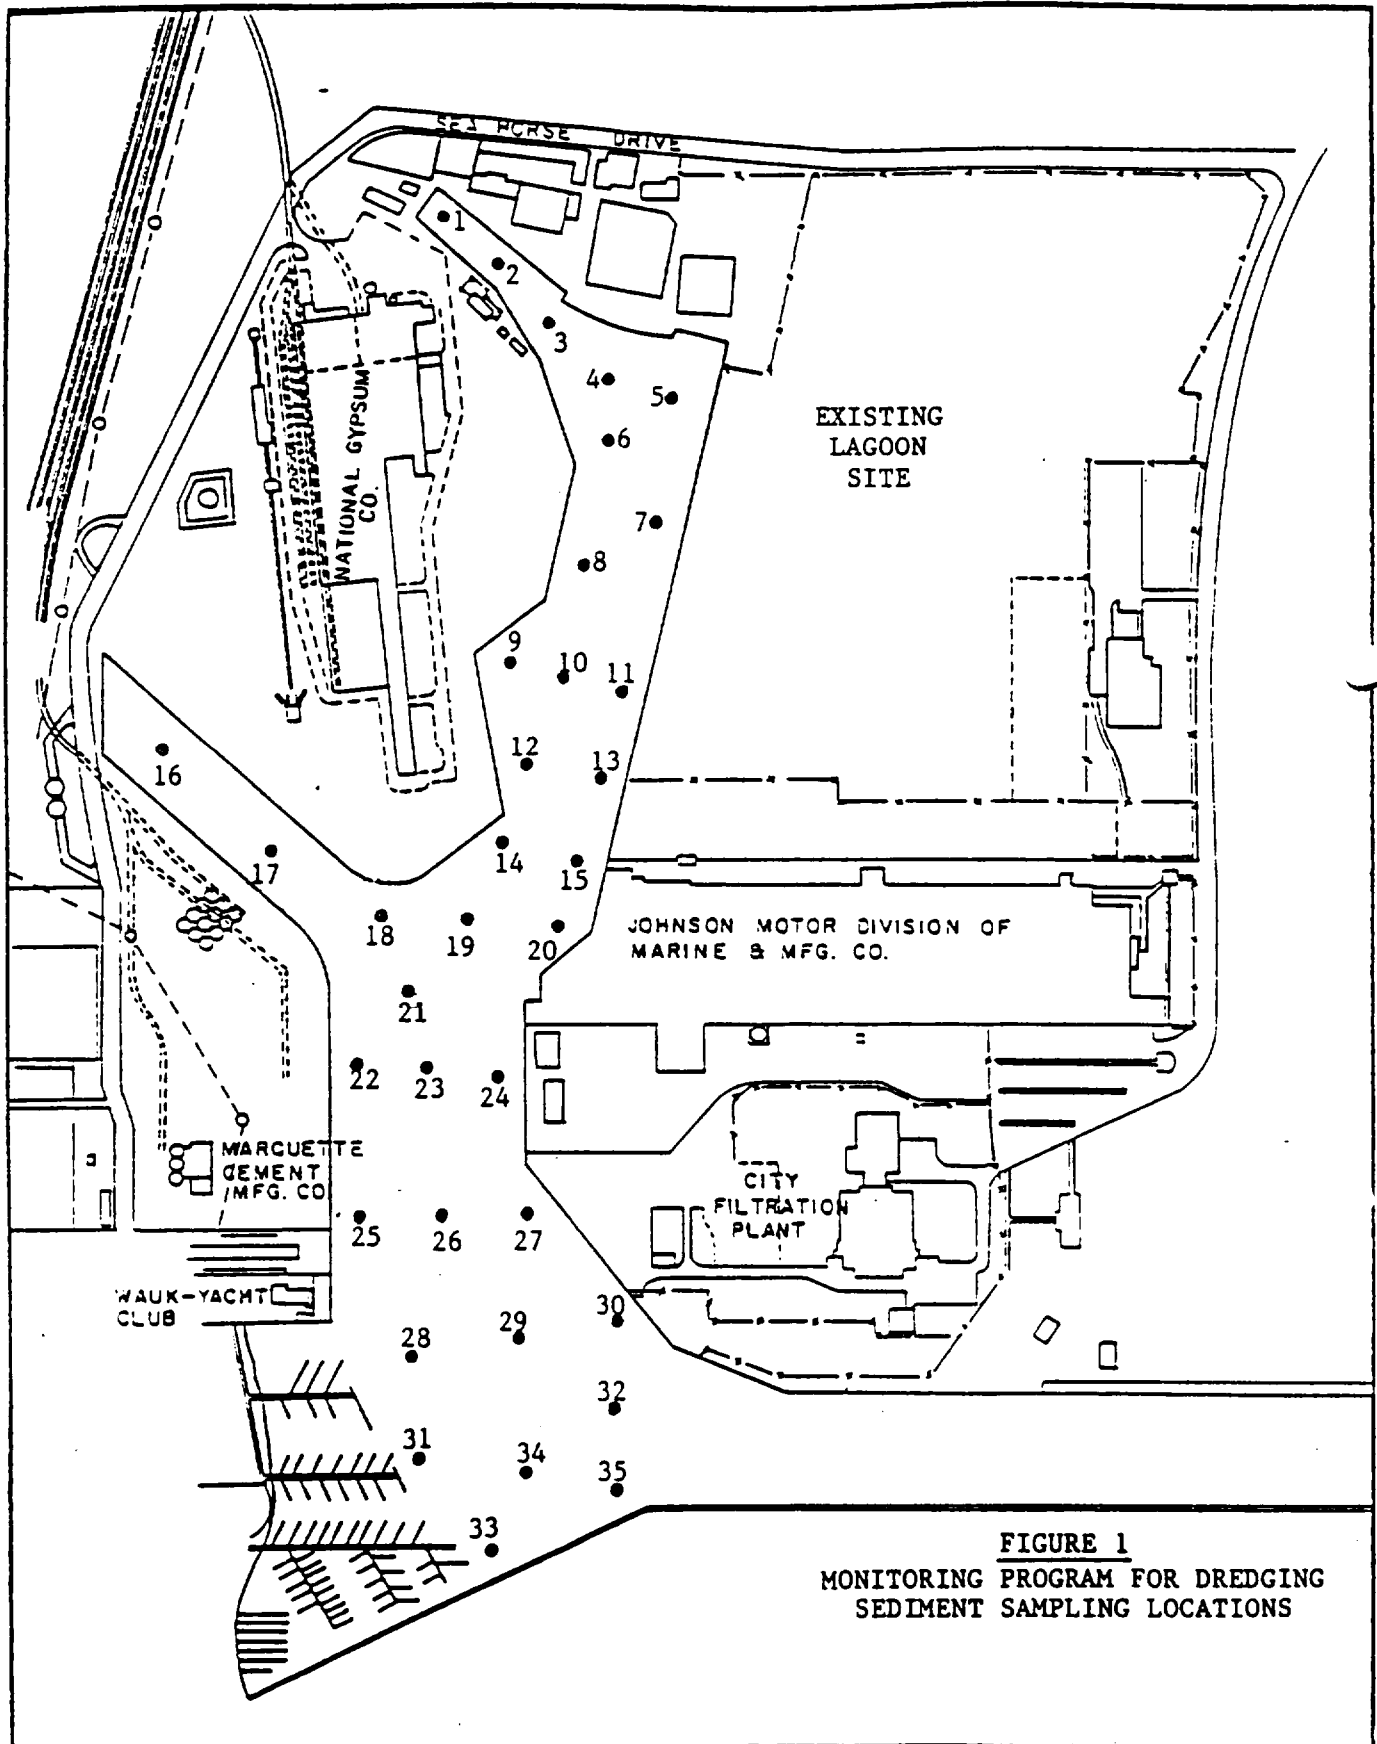 SEA HORSE DRIVE
1
2
3
4
5
6
7
8
9
10
11
12
13
14
15
16
17
18
19
20
21
22
23
24
25
26
27
28
29
30
31
32
33
34
35
NATIONAL GYPSUM
CO.
EXISTING
LAGOON
SITE
JOHNSON MOTOR DIVISION OF
MARINE & MFG. CO.
MARQUETTE
CEMENT
MFG. CO.
CITY
FILTRATION
PLANT
WAUK-YACHT
CLUB
FIGURE 1
MONITORING PROGRAM FOR DREDGING
SEDIMENT SAMPLING LOCATIONS